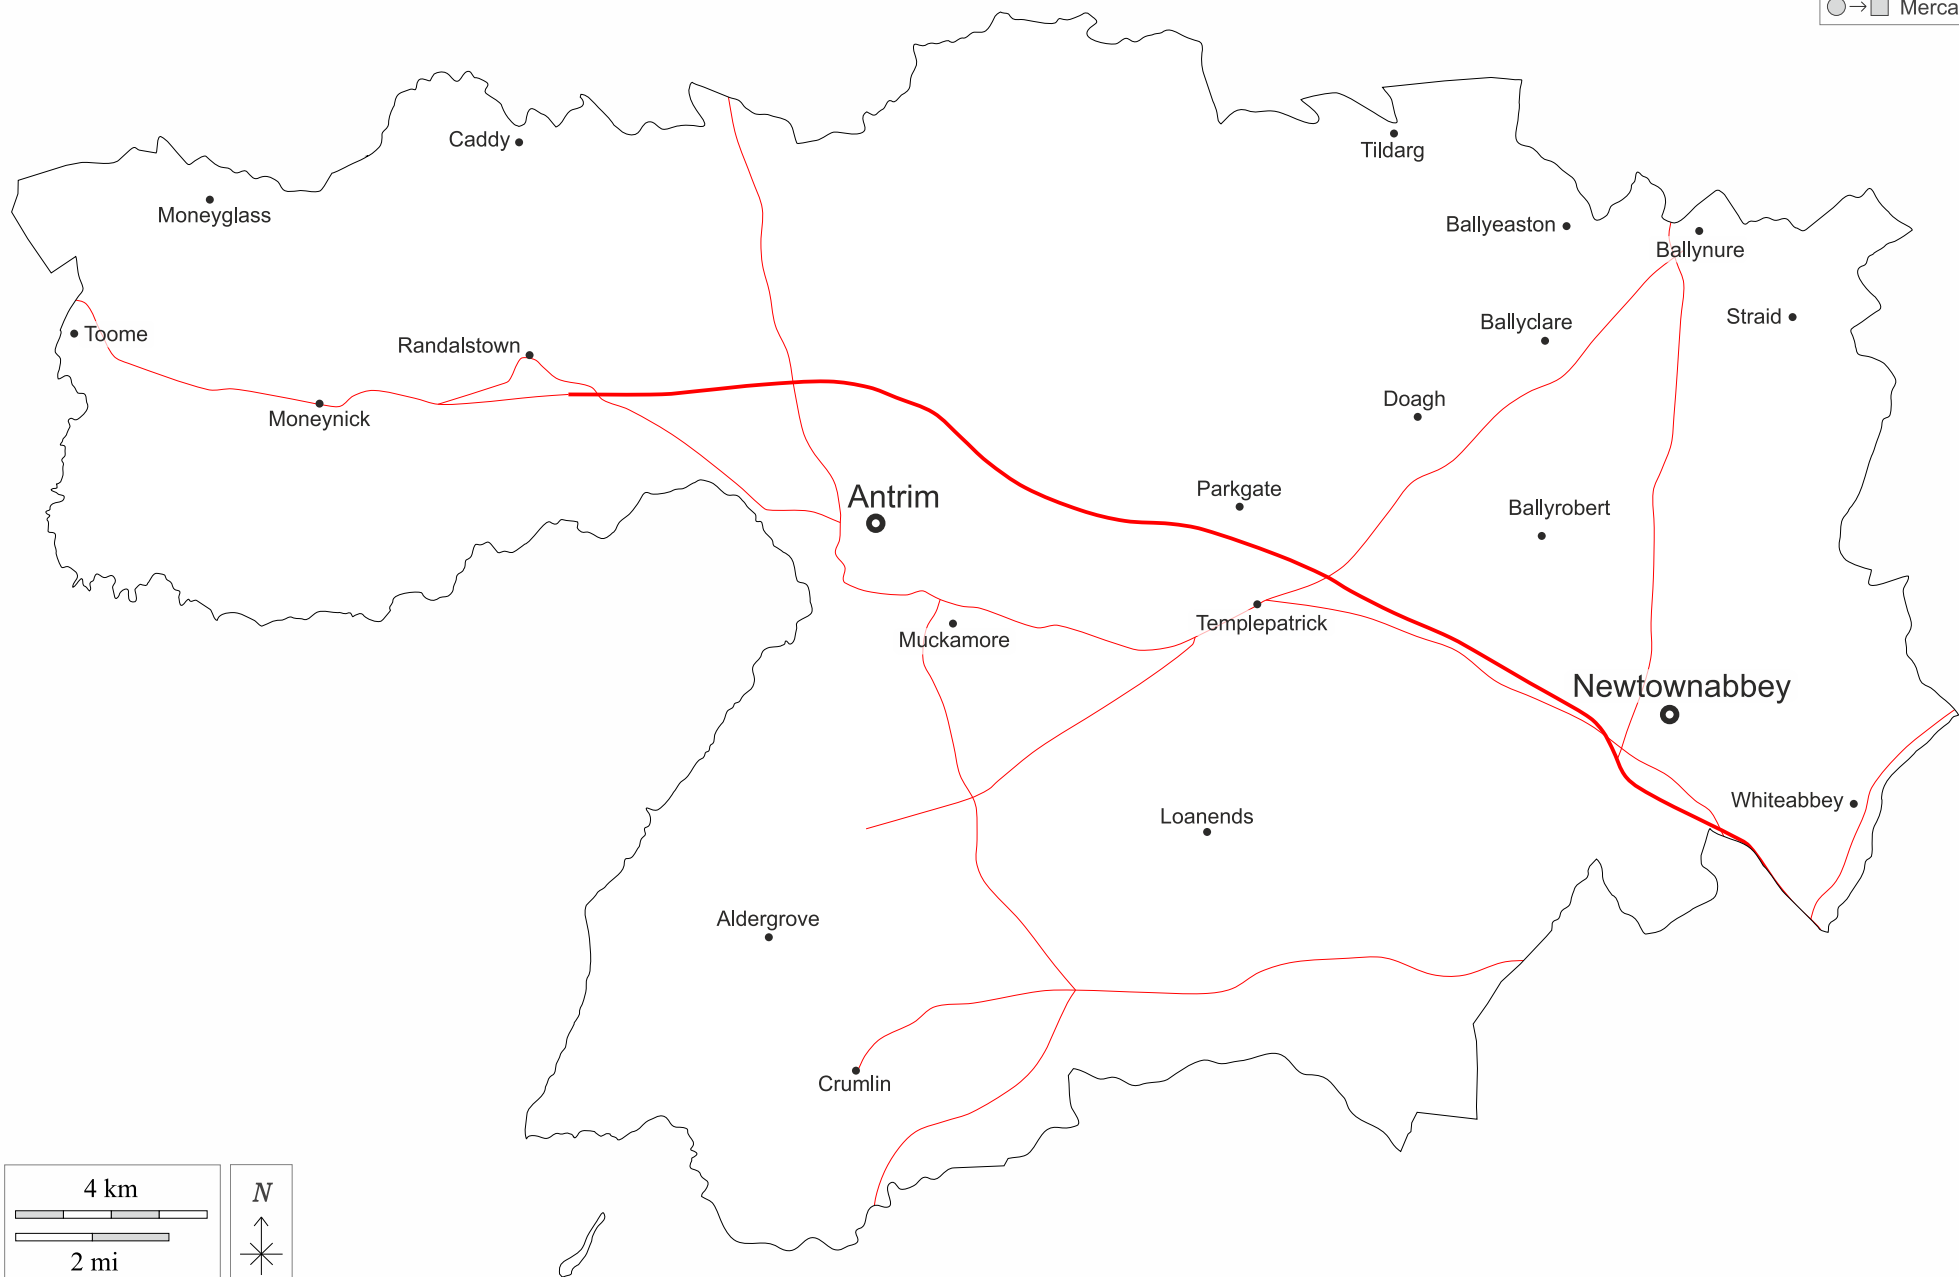 Merca
Caddy
Tildarg
Moneyglass
Ballyeaston
Ballynure
Straid
Ballyclare
Toome
Randalstown
Doagh
Moneynick
Antrim
Parkgate
Ballyrobert
Templepatrick
Muckamore
Newtownabbey
Whiteabbey
Loanends
Aldergrove
Crumlin
4 km
2 mi
N